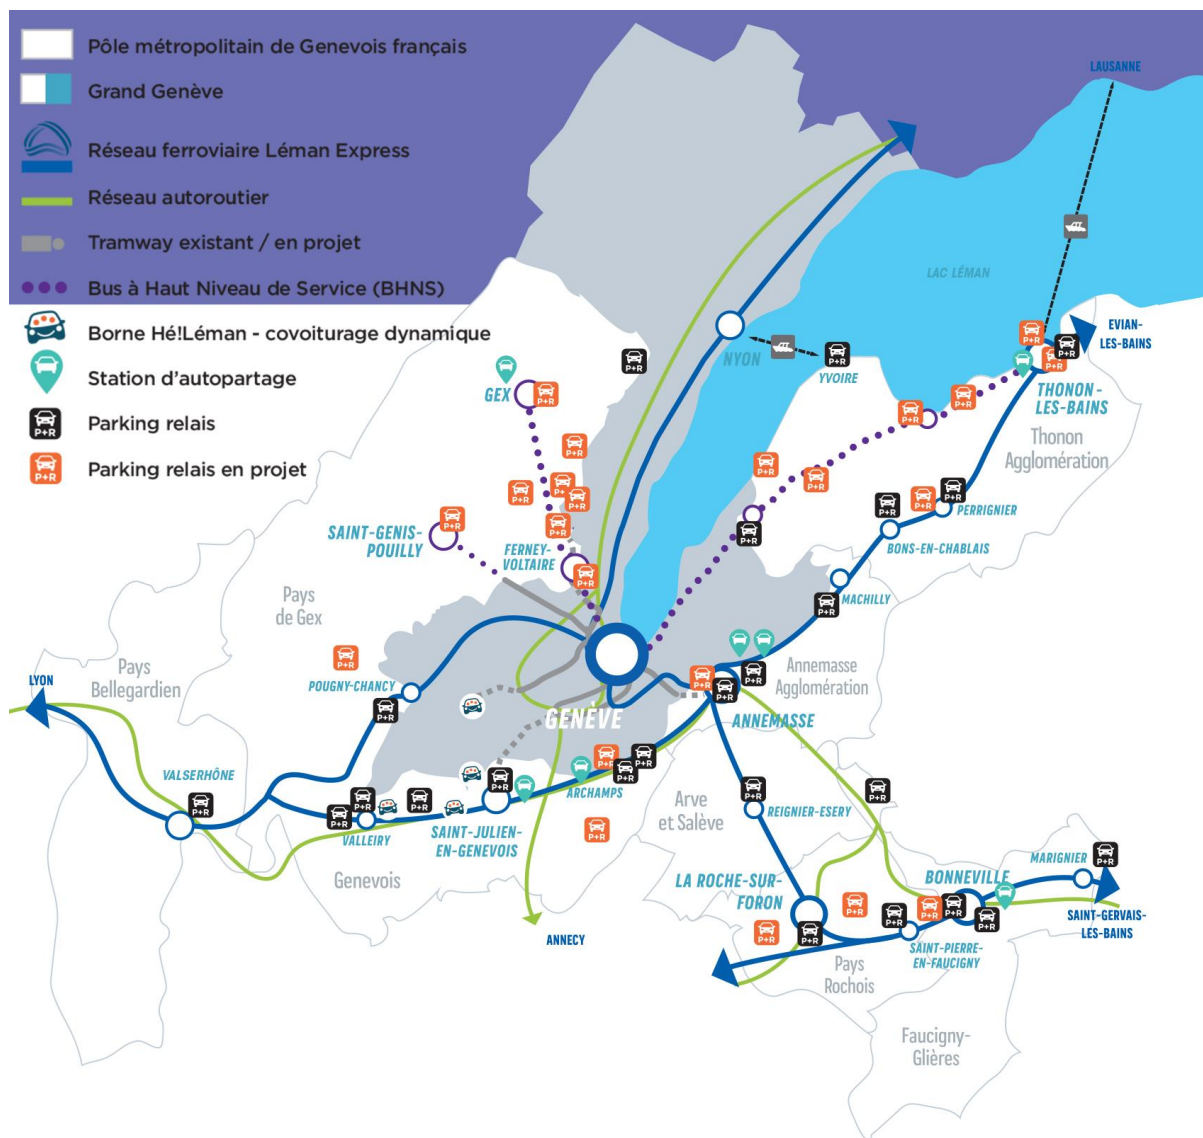 Pôle métropolitain de Genevois français
Grand Genève
Réseau ferroviaire Léman Express
Réseau autoroutier
Tramway existant / en projet
Bus à Haut Niveau de Service (BHNS)
Borne Hé!Léman - covoiturage dynamique
Station d'autopartage
P+R
Parking relais
P+R
Parking relais en projet
LAUSANNE
LAC LÉMAN
EVIAN-
LES-BAINS
NYON
YVOIRE
THONON-
LES-BAINS
Thonon
Agglomération
GEX
SAINT-GENIS-
POUILLY
FERNEY-
VOLTAIRE
PERRIGNIER
BONS-EN-CHABLAIS
MACHILLY
Pays
de Gex
Pays
Bellegardien
LYON
POUGNY-CHANCY
Annemasse
Agglomération
GENÈVE
ANNEMASSE
VALSERHÔNE
VALLEIRY
SAINT-JULIEN-
EN-GENEVOIS
ARCHAMPS
Arve
et Salève
REIGNIER-ESERY
Genevois
LA ROCHE-SUR-
FORON
BONNEVILLE
MARIGNIER
SAINT-GERVAIS-
LES-BAINS
ANNECY
SAINT-PIERRE-
EN-FAUCIGNY
Pays
Rochois
Faucigny-
Glières